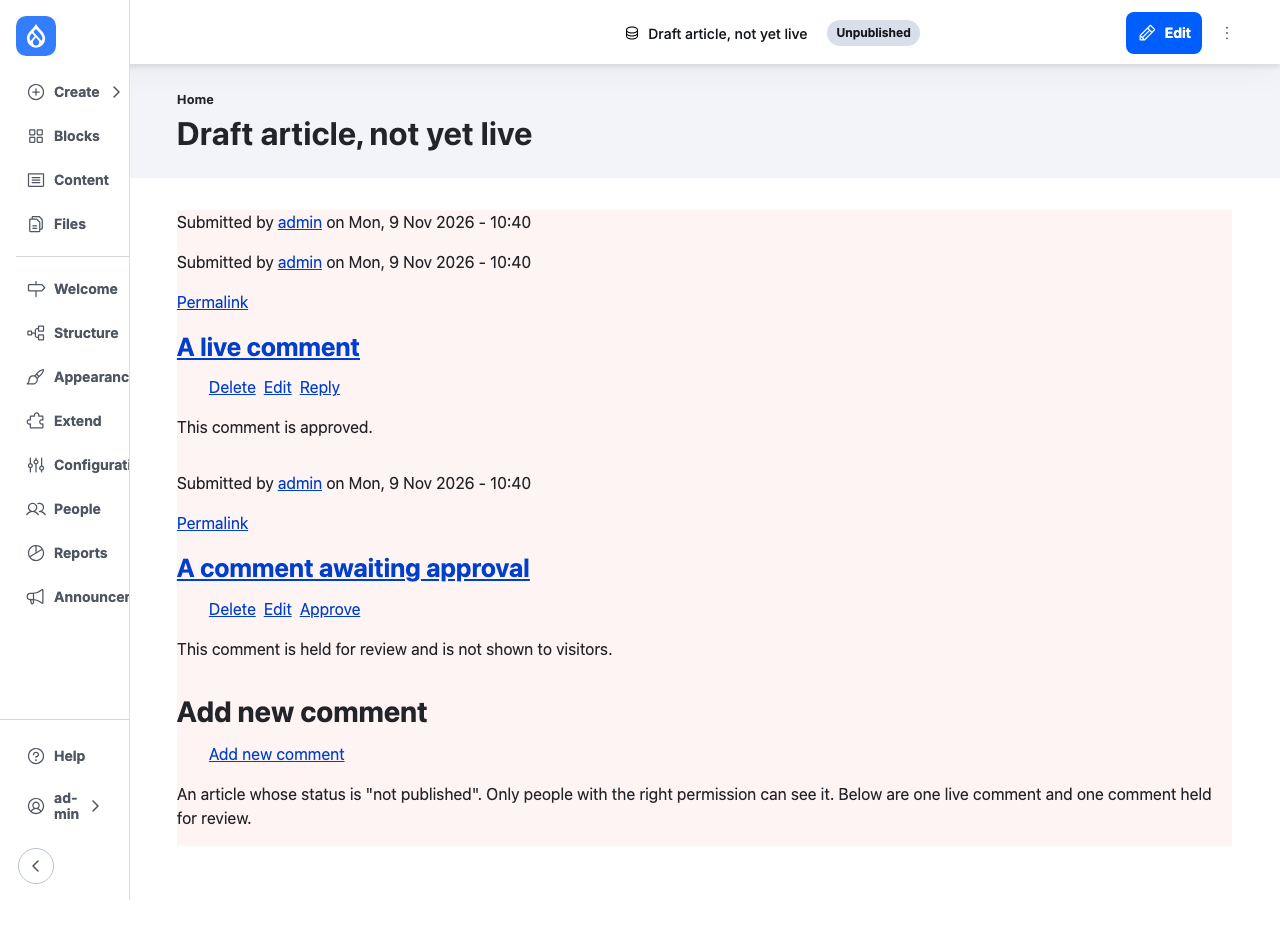 Draft article, not yet live
Unpublished
Edit
Create
Blocks
Content
Files
Welcome
Structure
Appearanc
Extend
Configurati
People
Reports
Announcer
Help
ad-
min
Home
Draft article, not yet live
Submitted by admin on Mon, 9 Nov 2026 - 10:40
Submitted by admin on Mon, 9 Nov 2026 - 10:40
Permalink
A live comment
Delete Edit Reply
This comment is approved.
Submitted by admin on Mon, 9 Nov 2026 - 10:40
Permalink
A comment awaiting approval
Delete Edit Approve
This comment is held for review and is not shown to visitors.
Add new comment
Add new comment
An article whose status is "not published". Only people with the right permission can see it. Below are one live comment and one comment held
for review.